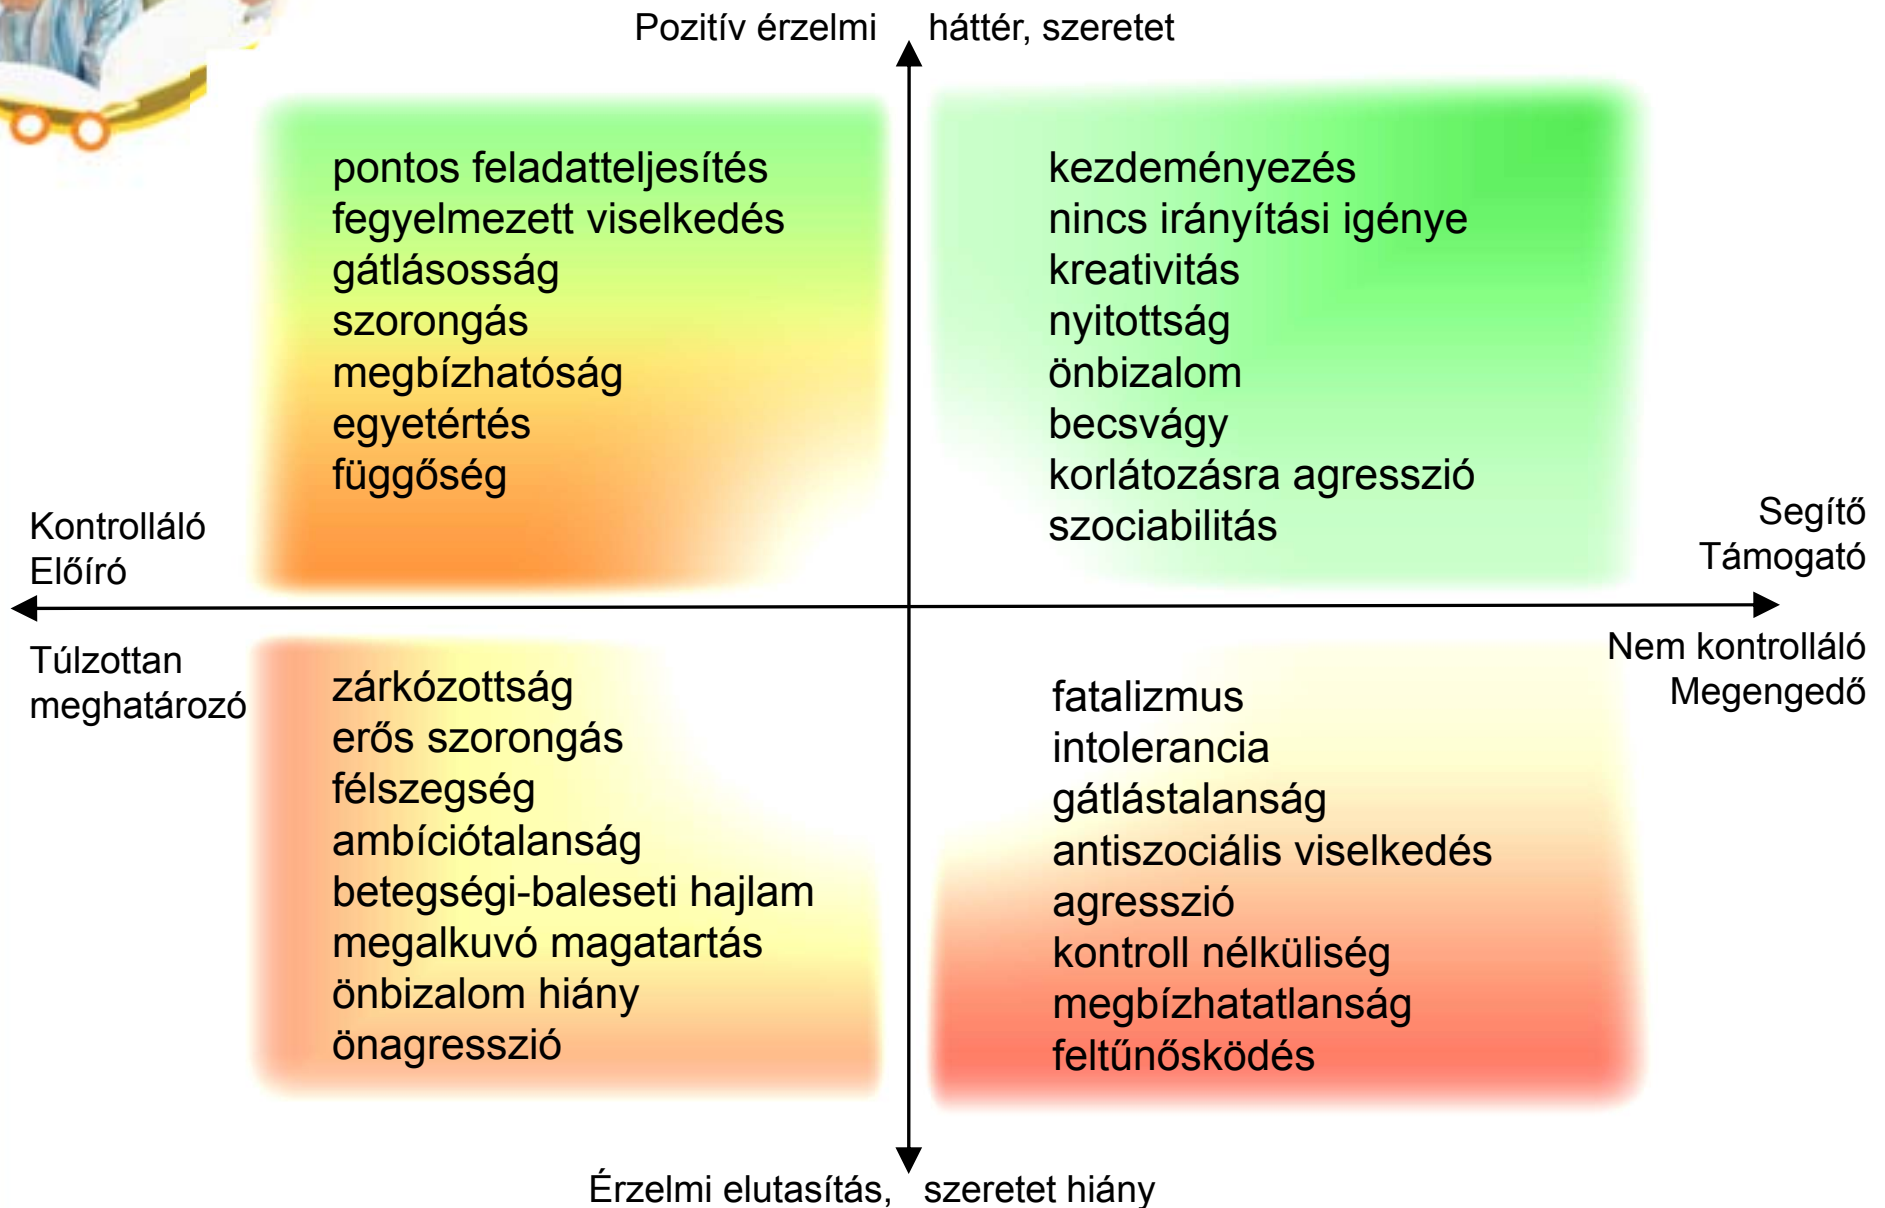 Pozitív érzelmi háttér, szeretet
pontos feladatteljesítés
fegyelmezett viselkedés
gátlásosság
szorongás
megbízhatóság
egyetértés
függőség
kezdeményezés
nincs irányítási igénye
kreativitás
nyitottság
önbizalom
becsvágy
korlátozásra agresszió
szociabilitás
Kontrolláló
Előíró
Segítő
Támogató
Túlzottan
meghatározó
Nem kontrolláló
Megengedő
zárkózottság
erős szorongás
félszegség
ambíciótalanság
betegségi-baleseti hajlam
megalkuvó magatartás
önbizalom hiány
önagresszió
fatalizmus
intolerancia
gátlástalanság
antiszociális viselkedés
agresszió
kontroll nélküliség
megbízhatatlanság
feltűnősködés
Érzelmi elutasítás, szeretet hiány